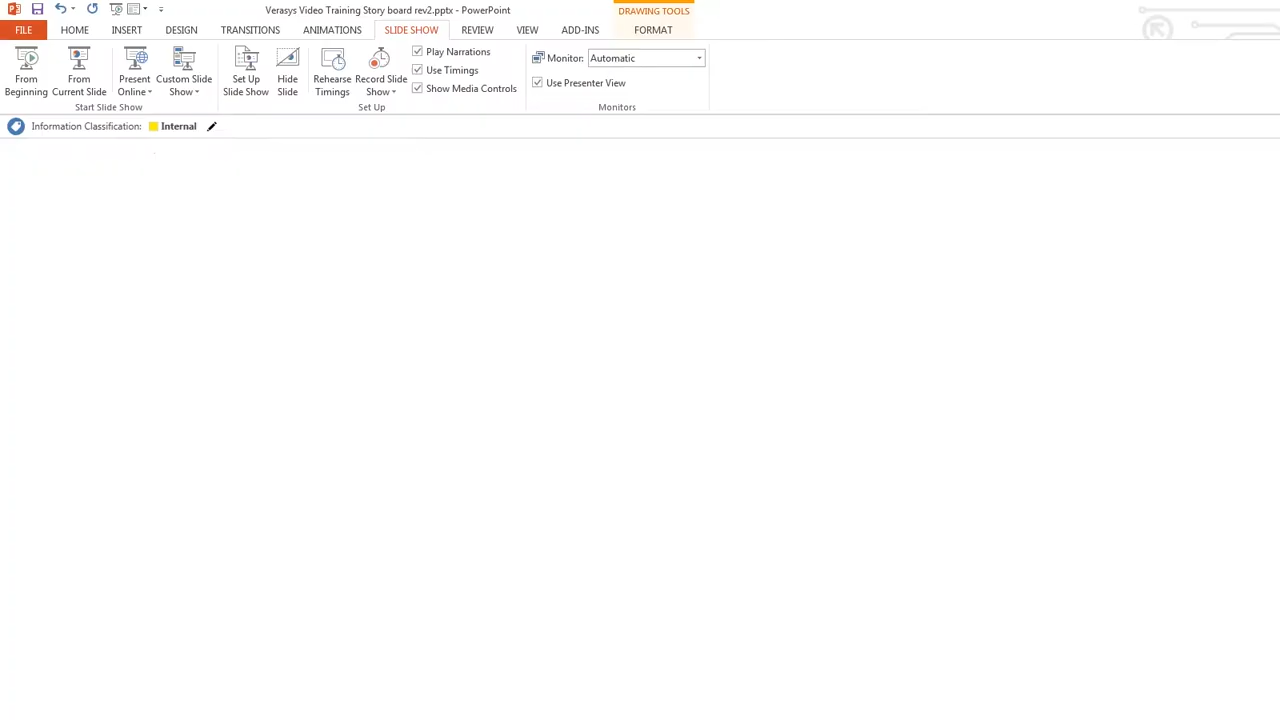 Verasys Video Training Story board rev2.pptx - PowerPoint
DRAWING TOOLS
FILE HOME INSERT DESIGN TRANSITIONS ANIMATIONS SLIDE SHOW REVIEW VIEW ADD-INS FORMAT
From Beginning
From Current Slide
Present Online
Custom Slide Show
Set Up Slide Show
Hide Slide
Rehearse Timings
Record Slide Show
Play Narrations
Use Timings
Show Media Controls
Monitor: Automatic
Use Presenter View
Start Slide Show
Set Up
Monitors
Information Classification: Internal